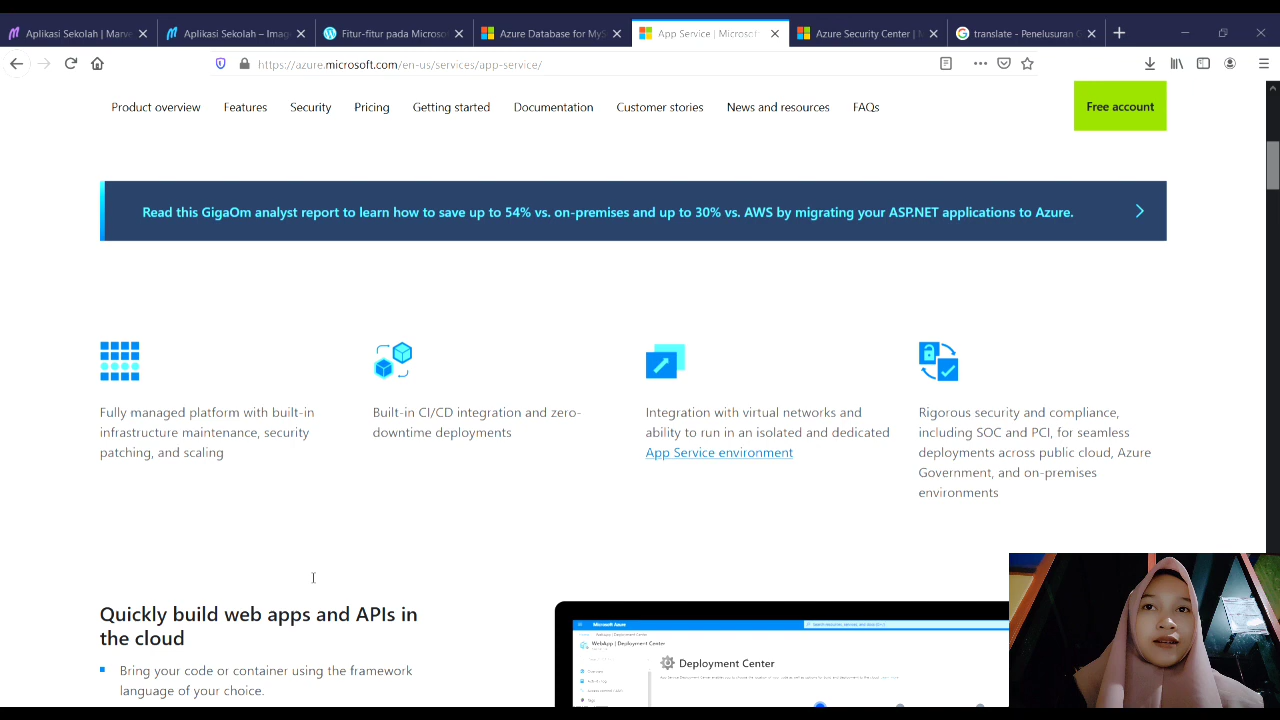 Aplikasi Sekolah | Marve
Aplikasi Sekolah – Imag
Fitur-fitur pada Microso
Azure Database for MyS
App Service | Microsoft
Azure Security Center | M
translate - Penelusuran
https://azure.microsoft.com/en-us/services/app-service/
Product overview
Features
Security
Pricing
Getting started
Documentation
Customer stories
News and resources
FAQs
Free account
Read this GigaOm analyst report to learn how to save up to 54% vs. on-premises and up to 30% vs. AWS by migrating your ASP.NET applications to Azure.
Fully managed platform with built-in
infrastructure maintenance, security
patching, and scaling
Built-in CI/CD integration and zero-
downtime deployments
Integration with virtual networks and
ability to run in an isolated and dedicated
App Service environment
Rigorous security and compliance,
including SOC and PCI, for seamless
deployments across public cloud, Azure
Government, and on-premises
environments
Quickly build web apps and APIs in
the cloud
Bring your code or container using the framework
language of your choice.
Microsoft Azure
WebApp | Deployment Center
Deployment Center